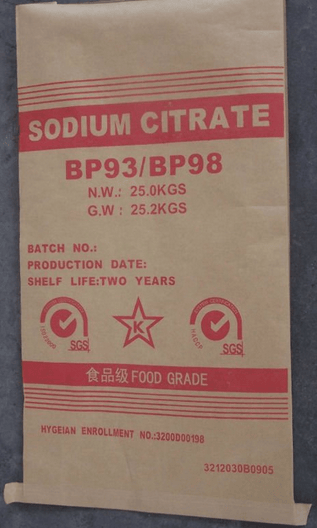 SODIUM CITRATE
BP93/BP98
N.W.: 25.0KGS
G.W : 25.2KGS
BATCH NO.:
PRODUCTION DATE:
SHELF LIFE:TWO YEARS
K
SGS
SGS
食品级 FOOD GRADE
HYGEIAN ENROLLMENT NO.:3200D00198
3212030B0905